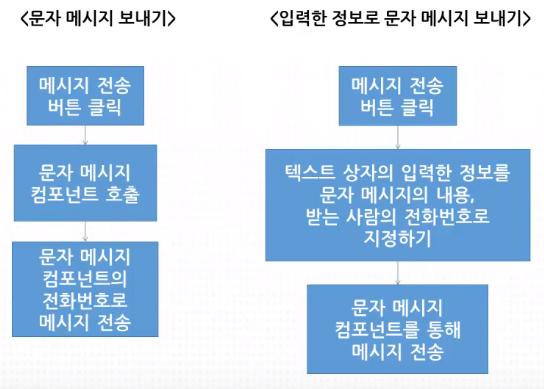 <문자 메시지 보내기>
메시지 전송
버튼 클릭
문자 메시지
컴포넌트 호출
문자 메시지
컴포넌트의
전화번호로
메시지 전송
<입력한 정보로 문자 메시지 보내기>
메시지 전송
버튼 클릭
텍스트 상자의 입력한 정보를
문자 메시지의 내용,
받는 사람의 전화번호로
지정하기
문자 메시지
컴포넌트를 통해
메시지 전송